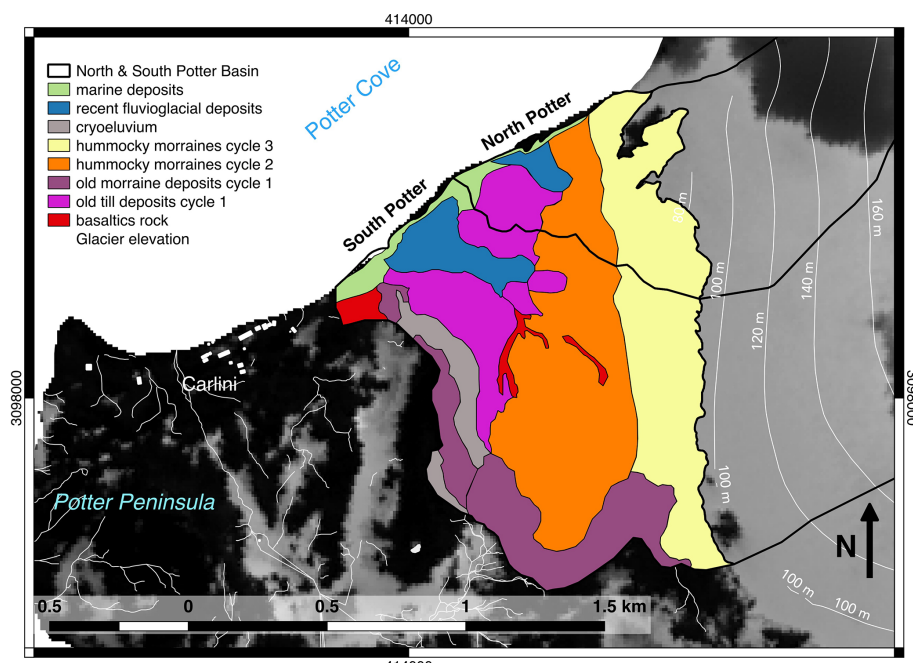 414000
Potter Cove
North & South Potter Basin
marine deposits
recent fluvioglacial deposits
cryoeluvium
hummocky morraines cycle 3
hummocky morraines cycle 2
old morraine deposits cycle 1
old till deposits cycle 1
basaltics rock
Glacier elevation
North Potter
South Potter
80 m
160 m
100 m
140 m
120 m
Carlini
3098000
3098000
100 m
Potter Peninsula
N
100 m
100 m
0.5 0 0.5 1 1.5 km
414000